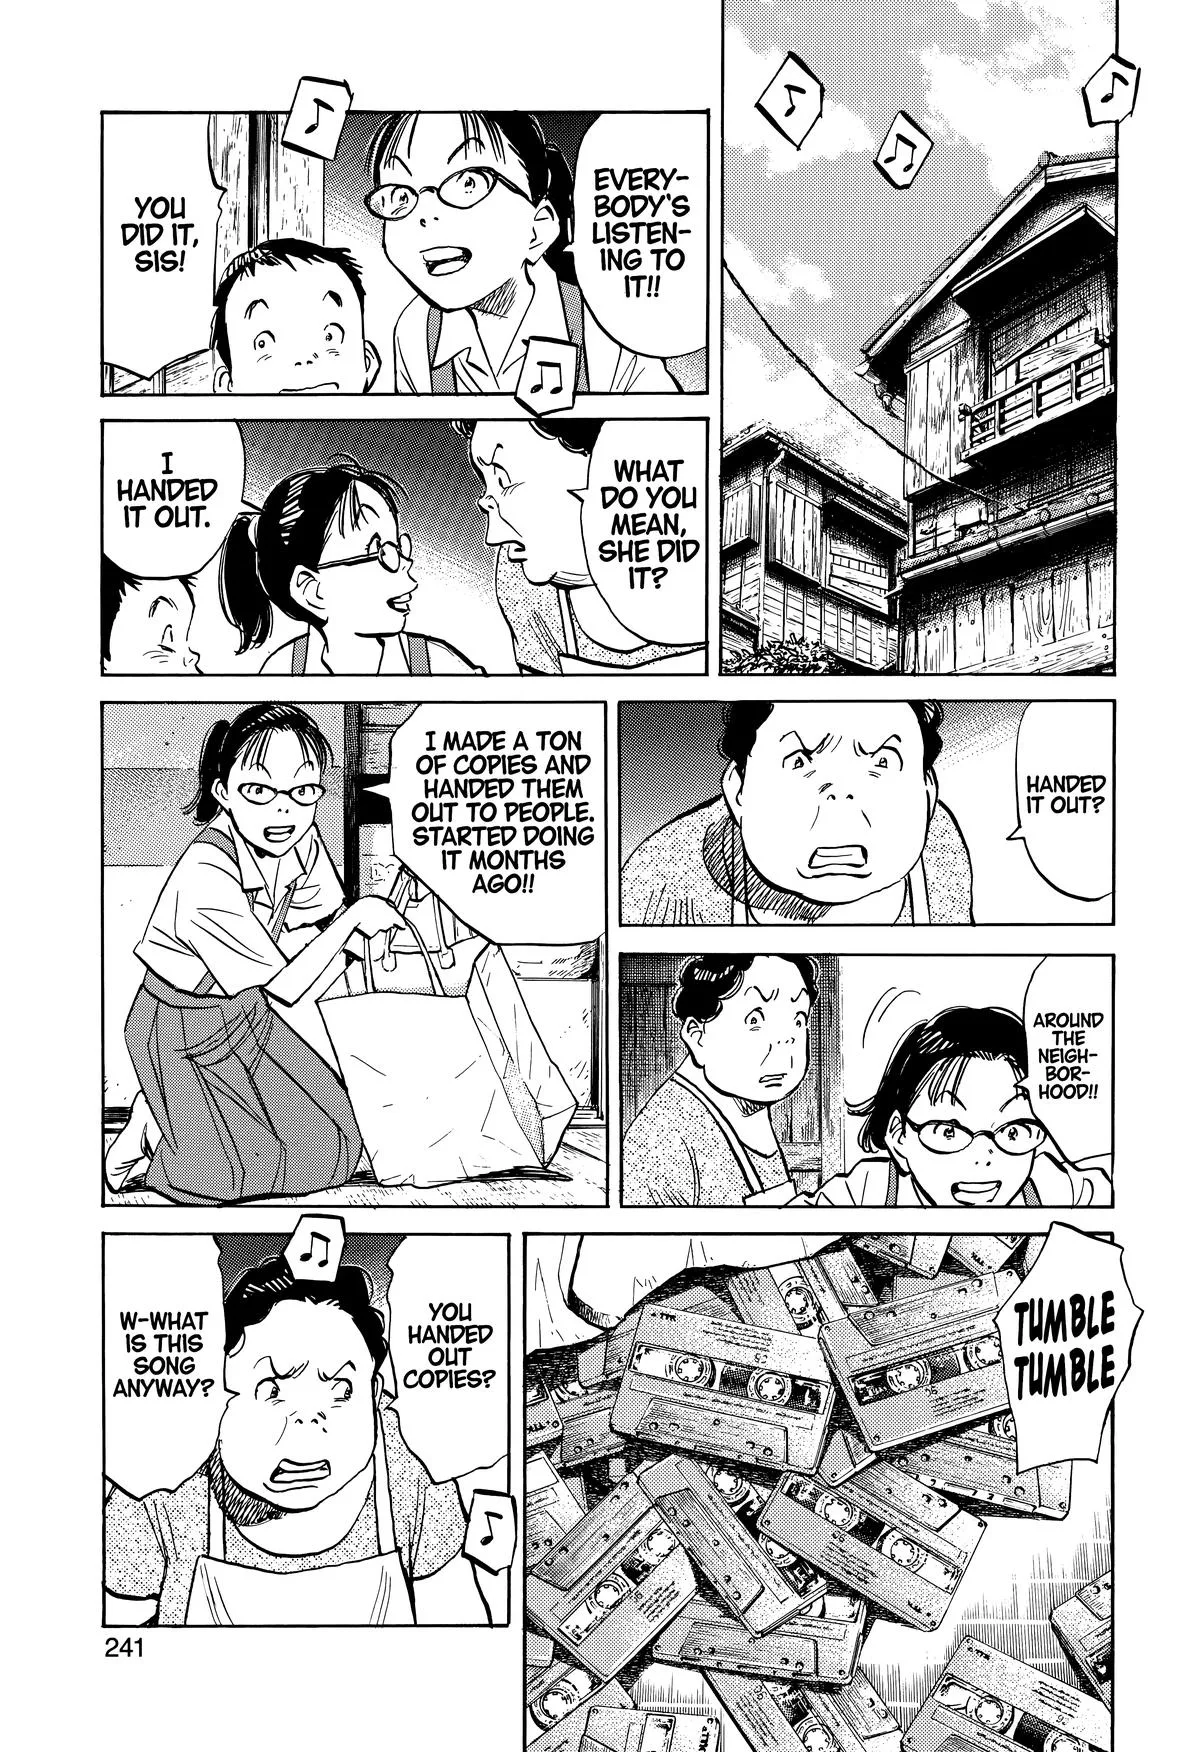 EVERY-
BODY'S
LISTEN-
ING TO
IT!!
YOU
DID IT,
SIS!
WHAT
DO YOU
MEAN,
SHE DID
IT?
I
HANDED
IT OUT.
HANDED
IT OUT?
I MADE A TON
OF COPIES AND
HANDED THEM
OUT TO PEOPLE.
STARTED DOING
IT MONTHS
AGO!!
AROUND
THE
NEIGH-
BOR-
HOOD!!
TUMBLE
TUMBLE
YOU
HANDED
OUT
COPIES?
W-WHAT
IS THIS
SONG
ANYWAY?
241